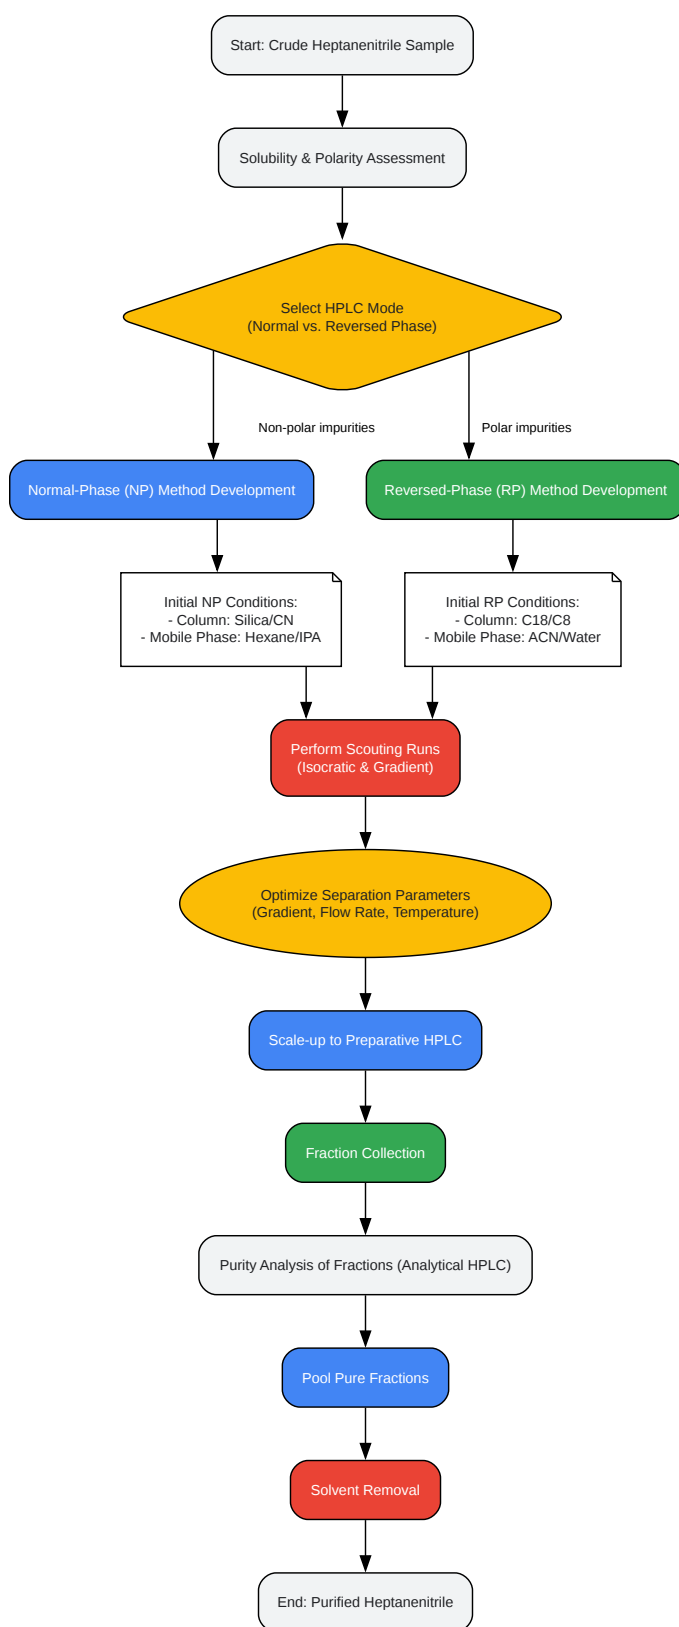 Start: Crude Heptanenitrile Sample
Solubility & Polarity Assessment
Select HPLC Mode
(Normal vs. Reversed Phase)
Non-polar impurities
Polar impurities
Normal-Phase (NP) Method Development
Reversed-Phase (RP) Method Development
Initial NP Conditions:
- Column: Silica/CN
- Mobile Phase: Hexane/IPA
Initial RP Conditions:
- Column: C18/C8
- Mobile Phase: ACN/Water
Perform Scouting Runs
(Isocratic & Gradient)
Optimize Separation Parameters
(Gradient, Flow Rate, Temperature)
Scale-up to Preparative HPLC
Fraction Collection
Purity Analysis of Fractions (Analytical HPLC)
Pool Pure Fractions
Solvent Removal
End: Purified Heptanenitrile